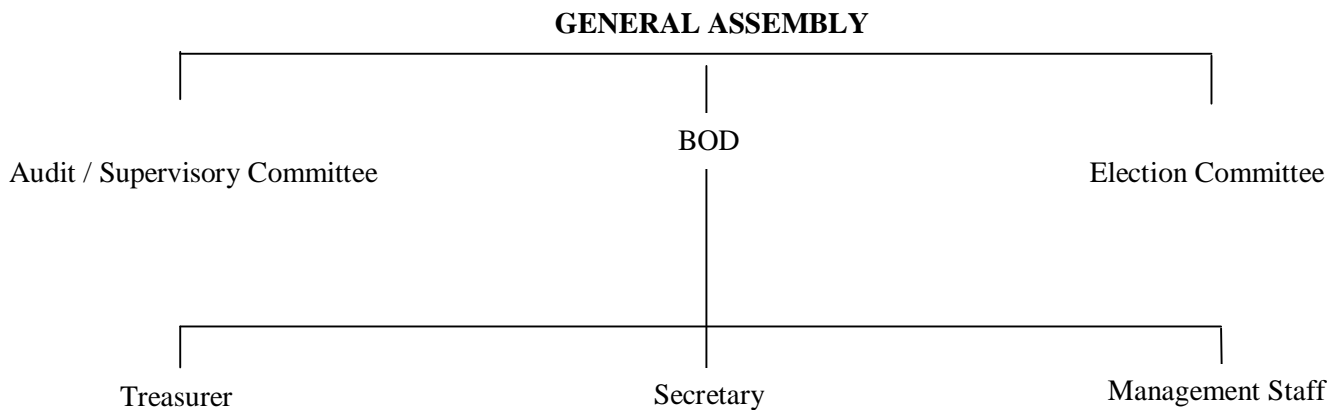 GENERAL ASSEMBLY
BOD
Audit / Supervisory Committee
Election Committee
Treasurer
Secretary
Management Staff